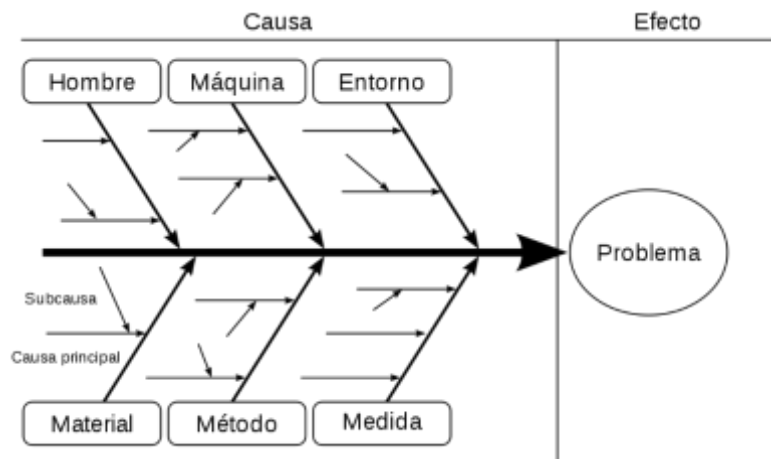 Causa
Efecto
Hombre
Máquina
Entorno
Problema
Subcausa
Causa principal
Material
Método
Medida